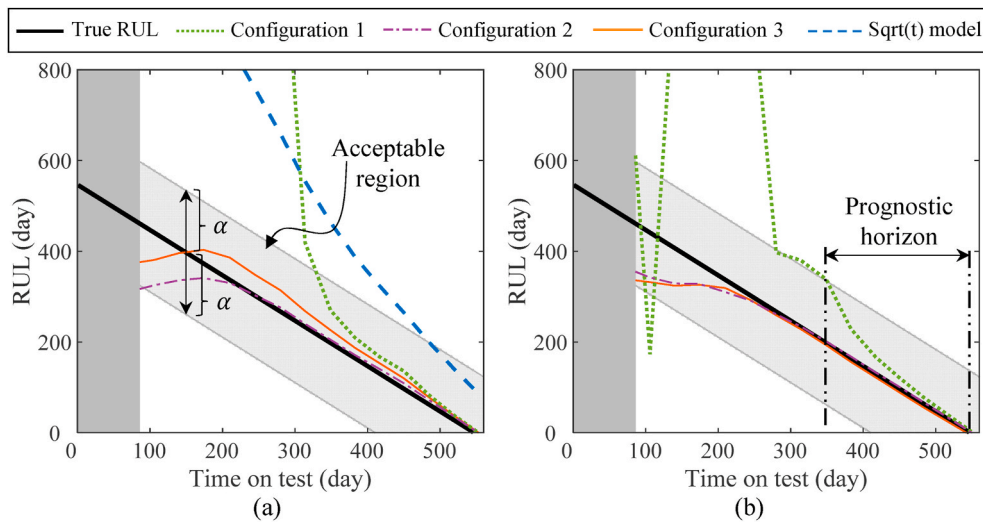 True RUL Configuration 1 Configuration 2 Configuration 3 Sqrt(t) model
800
600
400
200
0
RUL (day)
Acceptable
region
α
α
0 100 200 300 400 500
Time on test (day)
(a)
800
600
400
200
0
RUL (day)
Prognostic
horizon
0 100 200 300 400 500
Time on test (day)
(b)